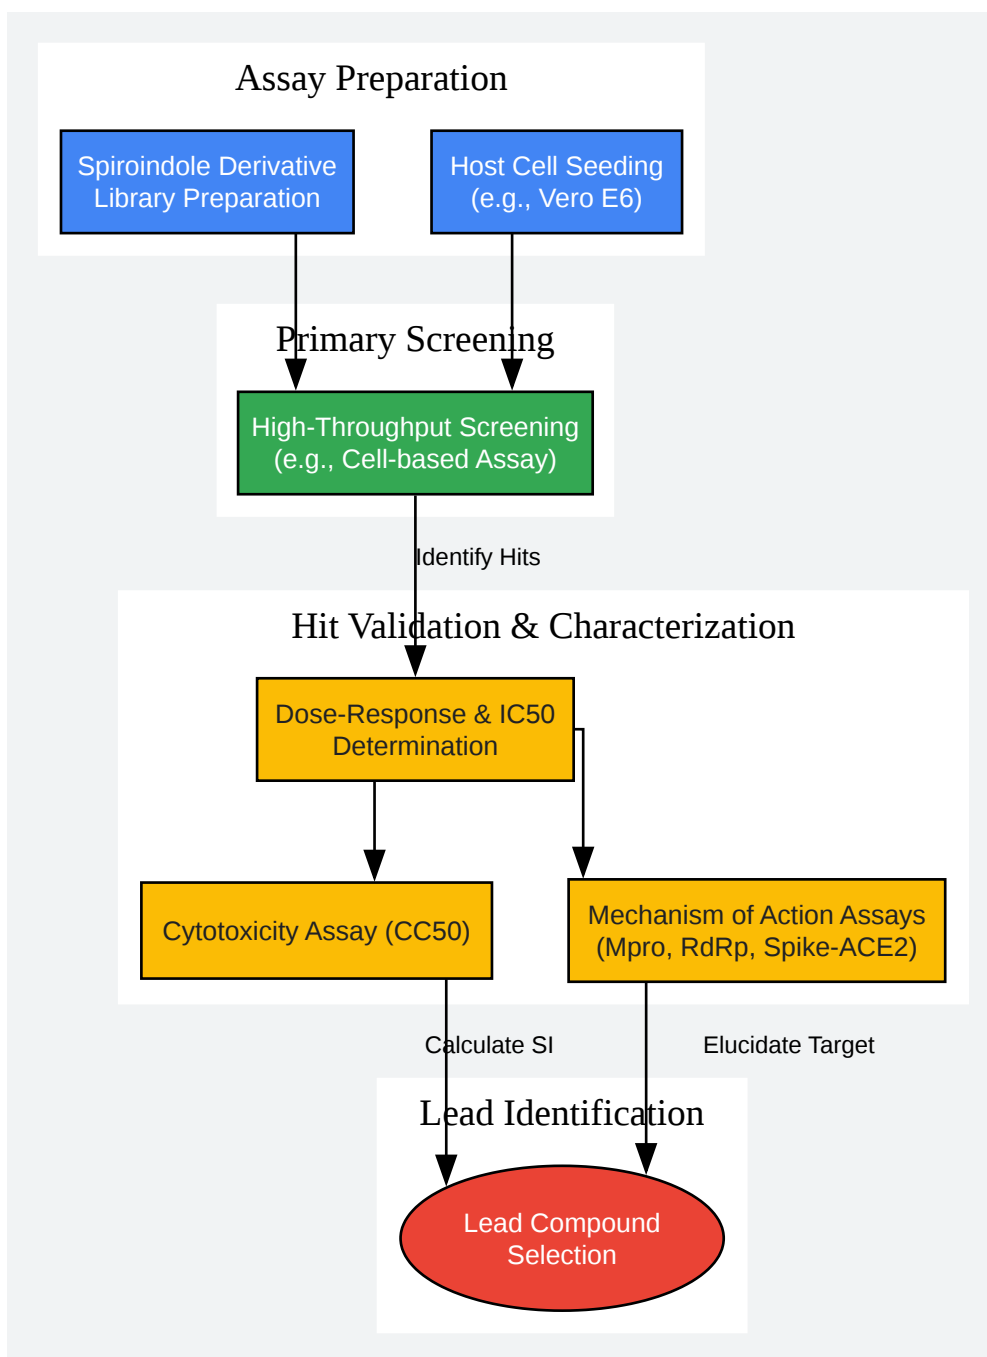 Assay Preparation
Spiroindole Derivative
Library Preparation
Host Cell Seeding
(e.g., Vero E6)
Primary Screening
High-Throughput Screening
(e.g., Cell-based Assay)
Identify Hits
Hit Validation & Characterization
Dose-Response & IC50
Determination
Cytotoxicity Assay (CC50)
Mechanism of Action Assays
(Mpro, RdRp, Spike-ACE2)
Calculate SI
Elucidate Target
Lead Identification
Lead Compound
Selection